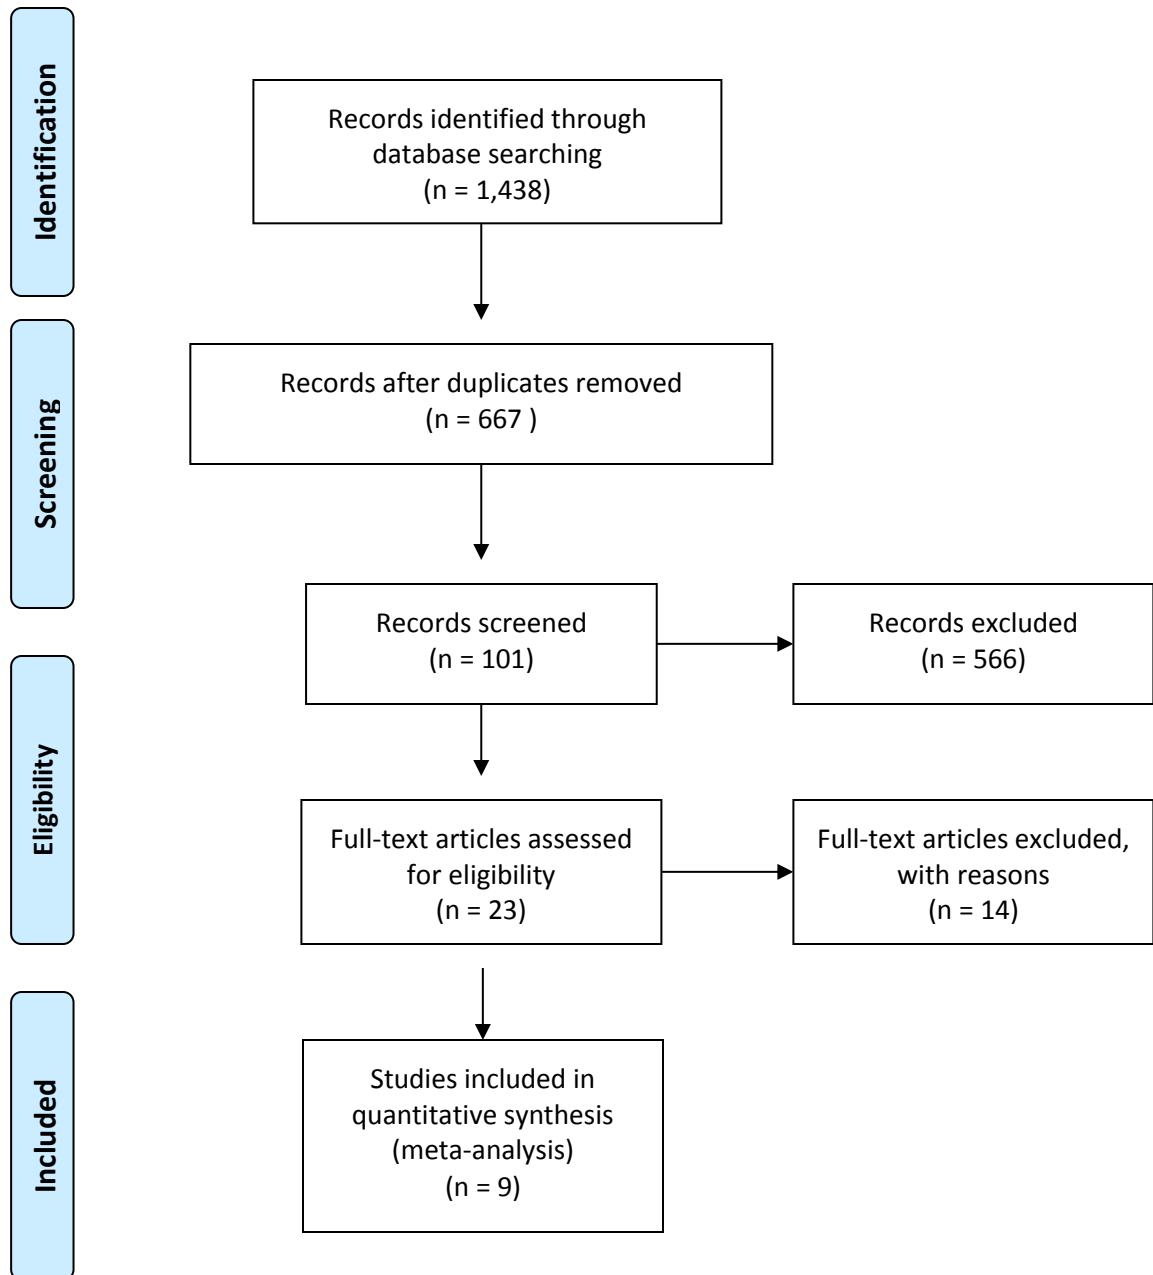 Identification
Records identified through
database searching
(n = 1,438)
Screening
Records after duplicates removed
(n = 667 )
Records screened
(n = 101)
Records excluded
(n = 566)
Eligibility
Full-text articles assessed
for eligibility
(n = 23)
Full-text articles excluded,
with reasons
(n = 14)
Included
Studies included in
quantitative synthesis
(meta-analysis)
(n = 9)